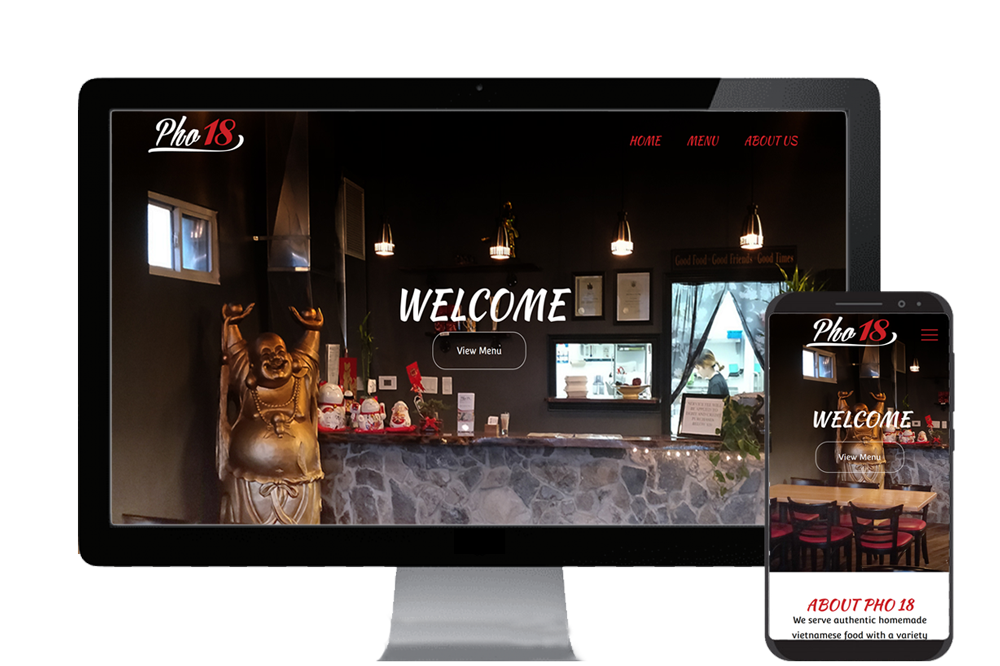 Pho 18
HOME MENU ABOUT US
Good Food · Good Friends · Good Times
WELCOME
View Menu
Pho 18
WELCOME
View Menu
ABOUT PHO 18
We serve authentic homemade
vietnamese food with a variety